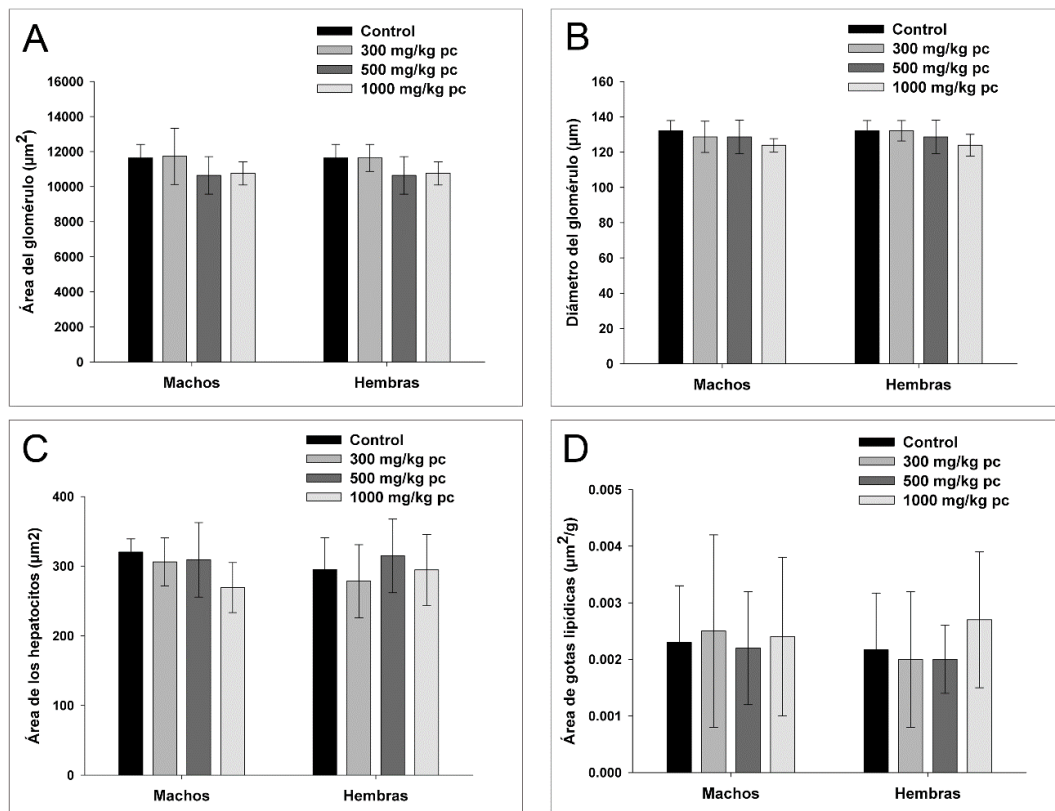 A
Control
300 mg/kg pc
500 mg/kg pc
1000 mg/kg pc
Área del glomérulo (µm²)
16000
14000
12000
10000
8000
6000
4000
2000
0
Machos
Hembras
B
Control
300 mg/kg pc
500 mg/kg pc
1000 mg/kg pc
Diámetro del glomérulo (µm)
160
140
120
100
80
60
40
20
0
Machos
Hembras
C
Control
300 mg/kg pc
500 mg/kg pc
1000 mg/kg pc
Área de los hepatocitos (µm2)
400
300
200
100
0
Machos
Hembras
D
Control
300 mg/kg pc
500 mg/kg pc
1000 mg/kg pc
Área de gotas lipídicas (µm²/g)
0.005
0.004
0.003
0.002
0.001
0.000
Machos
Hembras